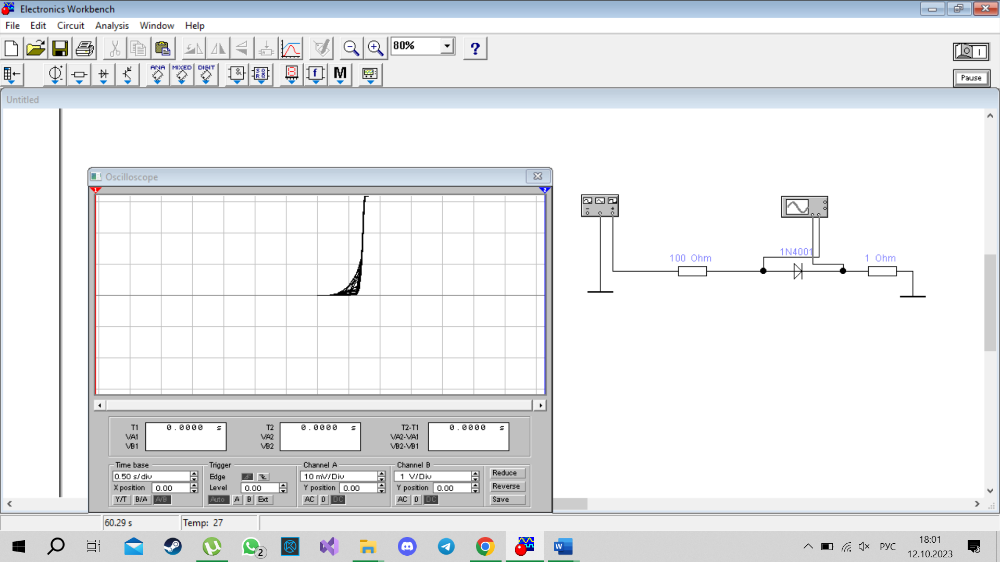 Electronics Workbench
File Edit Circuit Analysis Window Help
80%
?
ANA MIXED DIGIT
f M
Pause
Untitled
Oscilloscope
1 2
1N4001
100 Ohm 1 Ohm
T1 0.0000 s T2 0.0000 s T2-T1 0.0000 s
VA1 VA2 VA2-VA1
VB1 VB2 VB2-VB1
Time base Trigger Channel A Channel B
0.50 s/div Edge 10 mV/Div 1 V/Div Reduce
X position 0.00 Level 0.00 Y position 0.00 Y position 0.00 Reverse
Y/T B/A A/B Auto A B Ext AC 0 DC AC 0 DC Save
60.29 s Temp: 27
2
W
РУС
18:01
12.10.2023